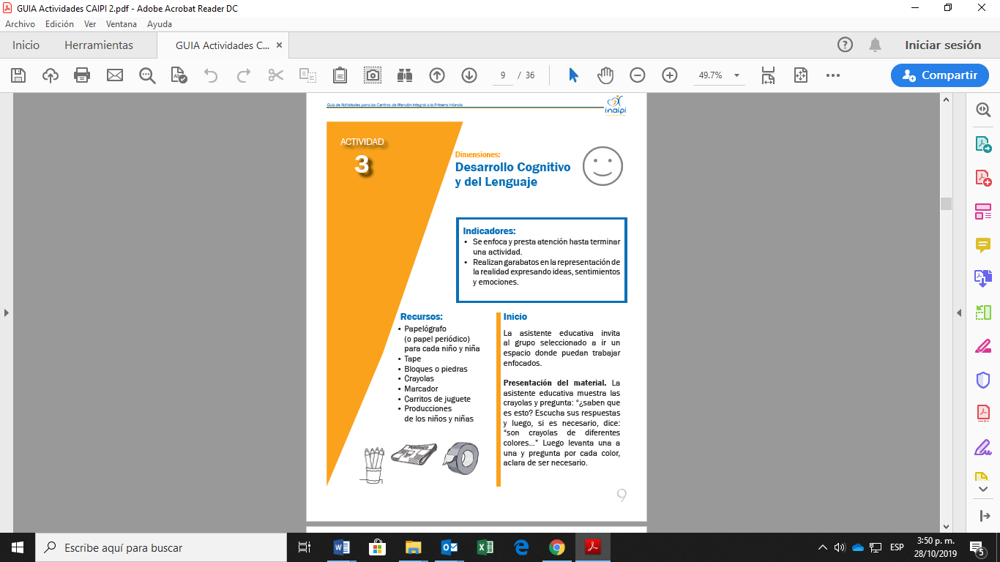 GUIA Actividades CAIPI 2.pdf - Adobe Acrobat Reader DC
Archivo Edición Ver Ventana Ayuda
Inicio Herramientas GUIA Actividades C... Iniciar sesión
9 / 36 49.7% Compartir
Guía de Actividades para los Centros de Atención Integral a la Primera Infancia
inaipi
ACTIVIDAD
3
Dimensiones:
Desarrollo Cognitivo
y del Lenguaje
Indicadores:
• Se enfoca y presta atención hasta terminar
una actividad.
• Realizan garabatos en la representación de
la realidad expresando ideas, sentimientos
y emociones.
Recursos:
• Papelógrafo
(o papel periódico)
para cada niño y niña
• Tape
• Bloques o piedras
• Crayolas
• Marcador
• Carritos de juguete
• Producciones
de los niños y niñas
PERIÓDICO
Inicio
La asistente educativa invita
al grupo seleccionado a ir un
espacio donde puedan trabajar
enfocados.
Presentación del material. La
asistente educativa muestra las
crayolas y pregunta: “¿saben que
es esto? Escucha sus respuestas
y luego, si es necesario, dice:
“son crayolas de diferentes
colores...” Luego levanta una a
una y pregunta por cada color,
aclara de ser necesario.
9
Escribe aquí para buscar
ESP
3:50 p. m.
28/10/2019
5